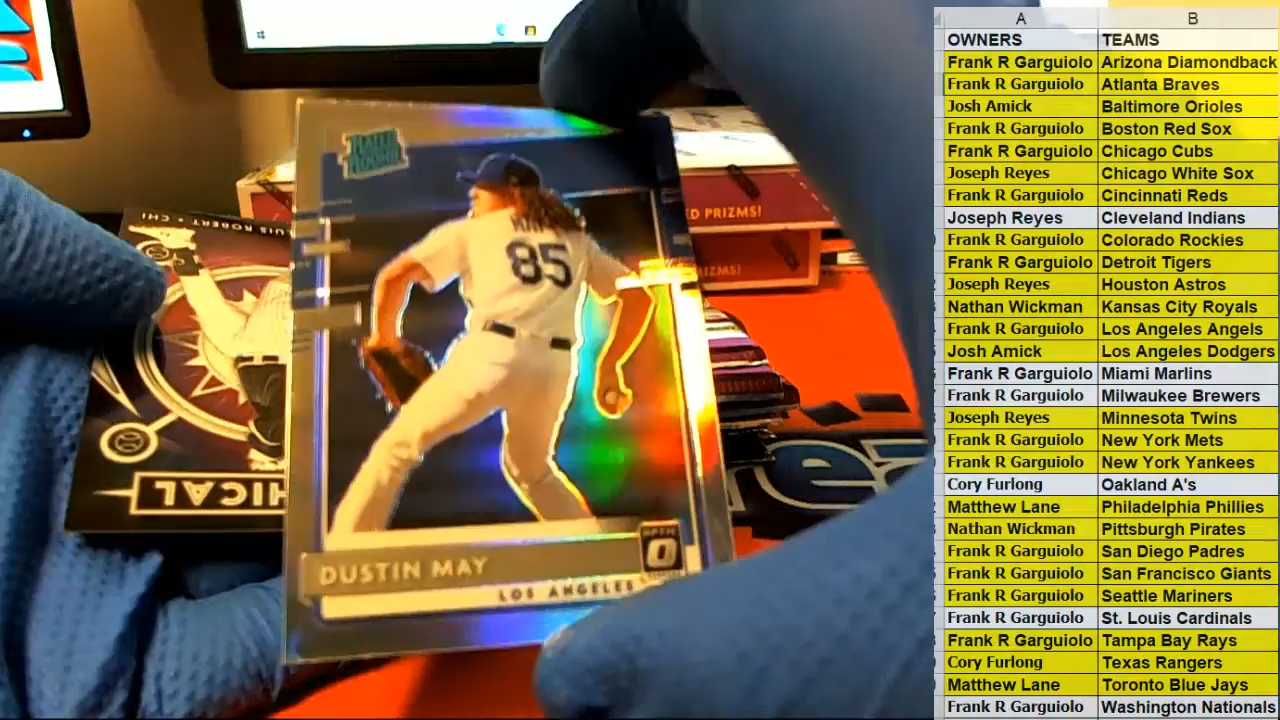 RATED
ROOKIE
MAY
85
DUSTIN MAY
LOS ANGELES
OPTIC
LUIS ROBERT • CHI
ICAL
D PRIZMS!
IZMS!
A B
OWNERS TEAMS
Frank R Garguiolo Arizona Diamondback
Frank R Garguiolo Atlanta Braves
Josh Amick Baltimore Orioles
Frank R Garguiolo Boston Red Sox
Frank R Garguiolo Chicago Cubs
Joseph Reyes Chicago White Sox
Frank R Garguiolo Cincinnati Reds
Joseph Reyes Cleveland Indians
Frank R Garguiolo Colorado Rockies
Frank R Garguiolo Detroit Tigers
Joseph Reyes Houston Astros
Nathan Wickman Kansas City Royals
Frank R Garguiolo Los Angeles Angels
Josh Amick Los Angeles Dodgers
Frank R Garguiolo Miami Marlins
Frank R Garguiolo Milwaukee Brewers
Joseph Reyes Minnesota Twins
Frank R Garguiolo New York Mets
Frank R Garguiolo New York Yankees
Cory Furlong Oakland A's
Matthew Lane Philadelphia Phillies
Nathan Wickman Pittsburgh Pirates
Frank R Garguiolo San Diego Padres
Frank R Garguiolo San Francisco Giants
Frank R Garguiolo Seattle Mariners
Frank R Garguiolo St. Louis Cardinals
Frank R Garguiolo Tampa Bay Rays
Cory Furlong Texas Rangers
Matthew Lane Toronto Blue Jays
Frank R Garguiolo Washington Nationals